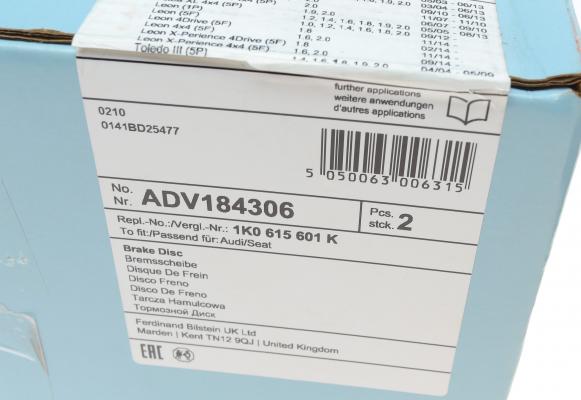 Leon (1P)
Leon (5F)
Leon 4Drive (5F)
Leon 4x4 (5F)
Leon X-Perience 4Drive (5F)
Leon X-Perience 4x4 (5F)
Toledo III (5P)
further applications
weitere anwendungen
d'autres applications
0210
0141BD25477
5 050063 006315
No.
Nr. ADV184306
Pcs.
stck. 2
Repl.-No.:/Vergl.-Nr.: 1K0 615 601 K
To fit:/Passend für: Audi/Seat
Brake Disc
Bremsscheibe
Disque De Frein
Disco Freno
Disco De Freno
Tarcza Hamulcowa
Тормозной Диск
Ferdinand Bilstein UK Ltd
Marden | Kent TN12 9QJ | United Kingdom
EAC